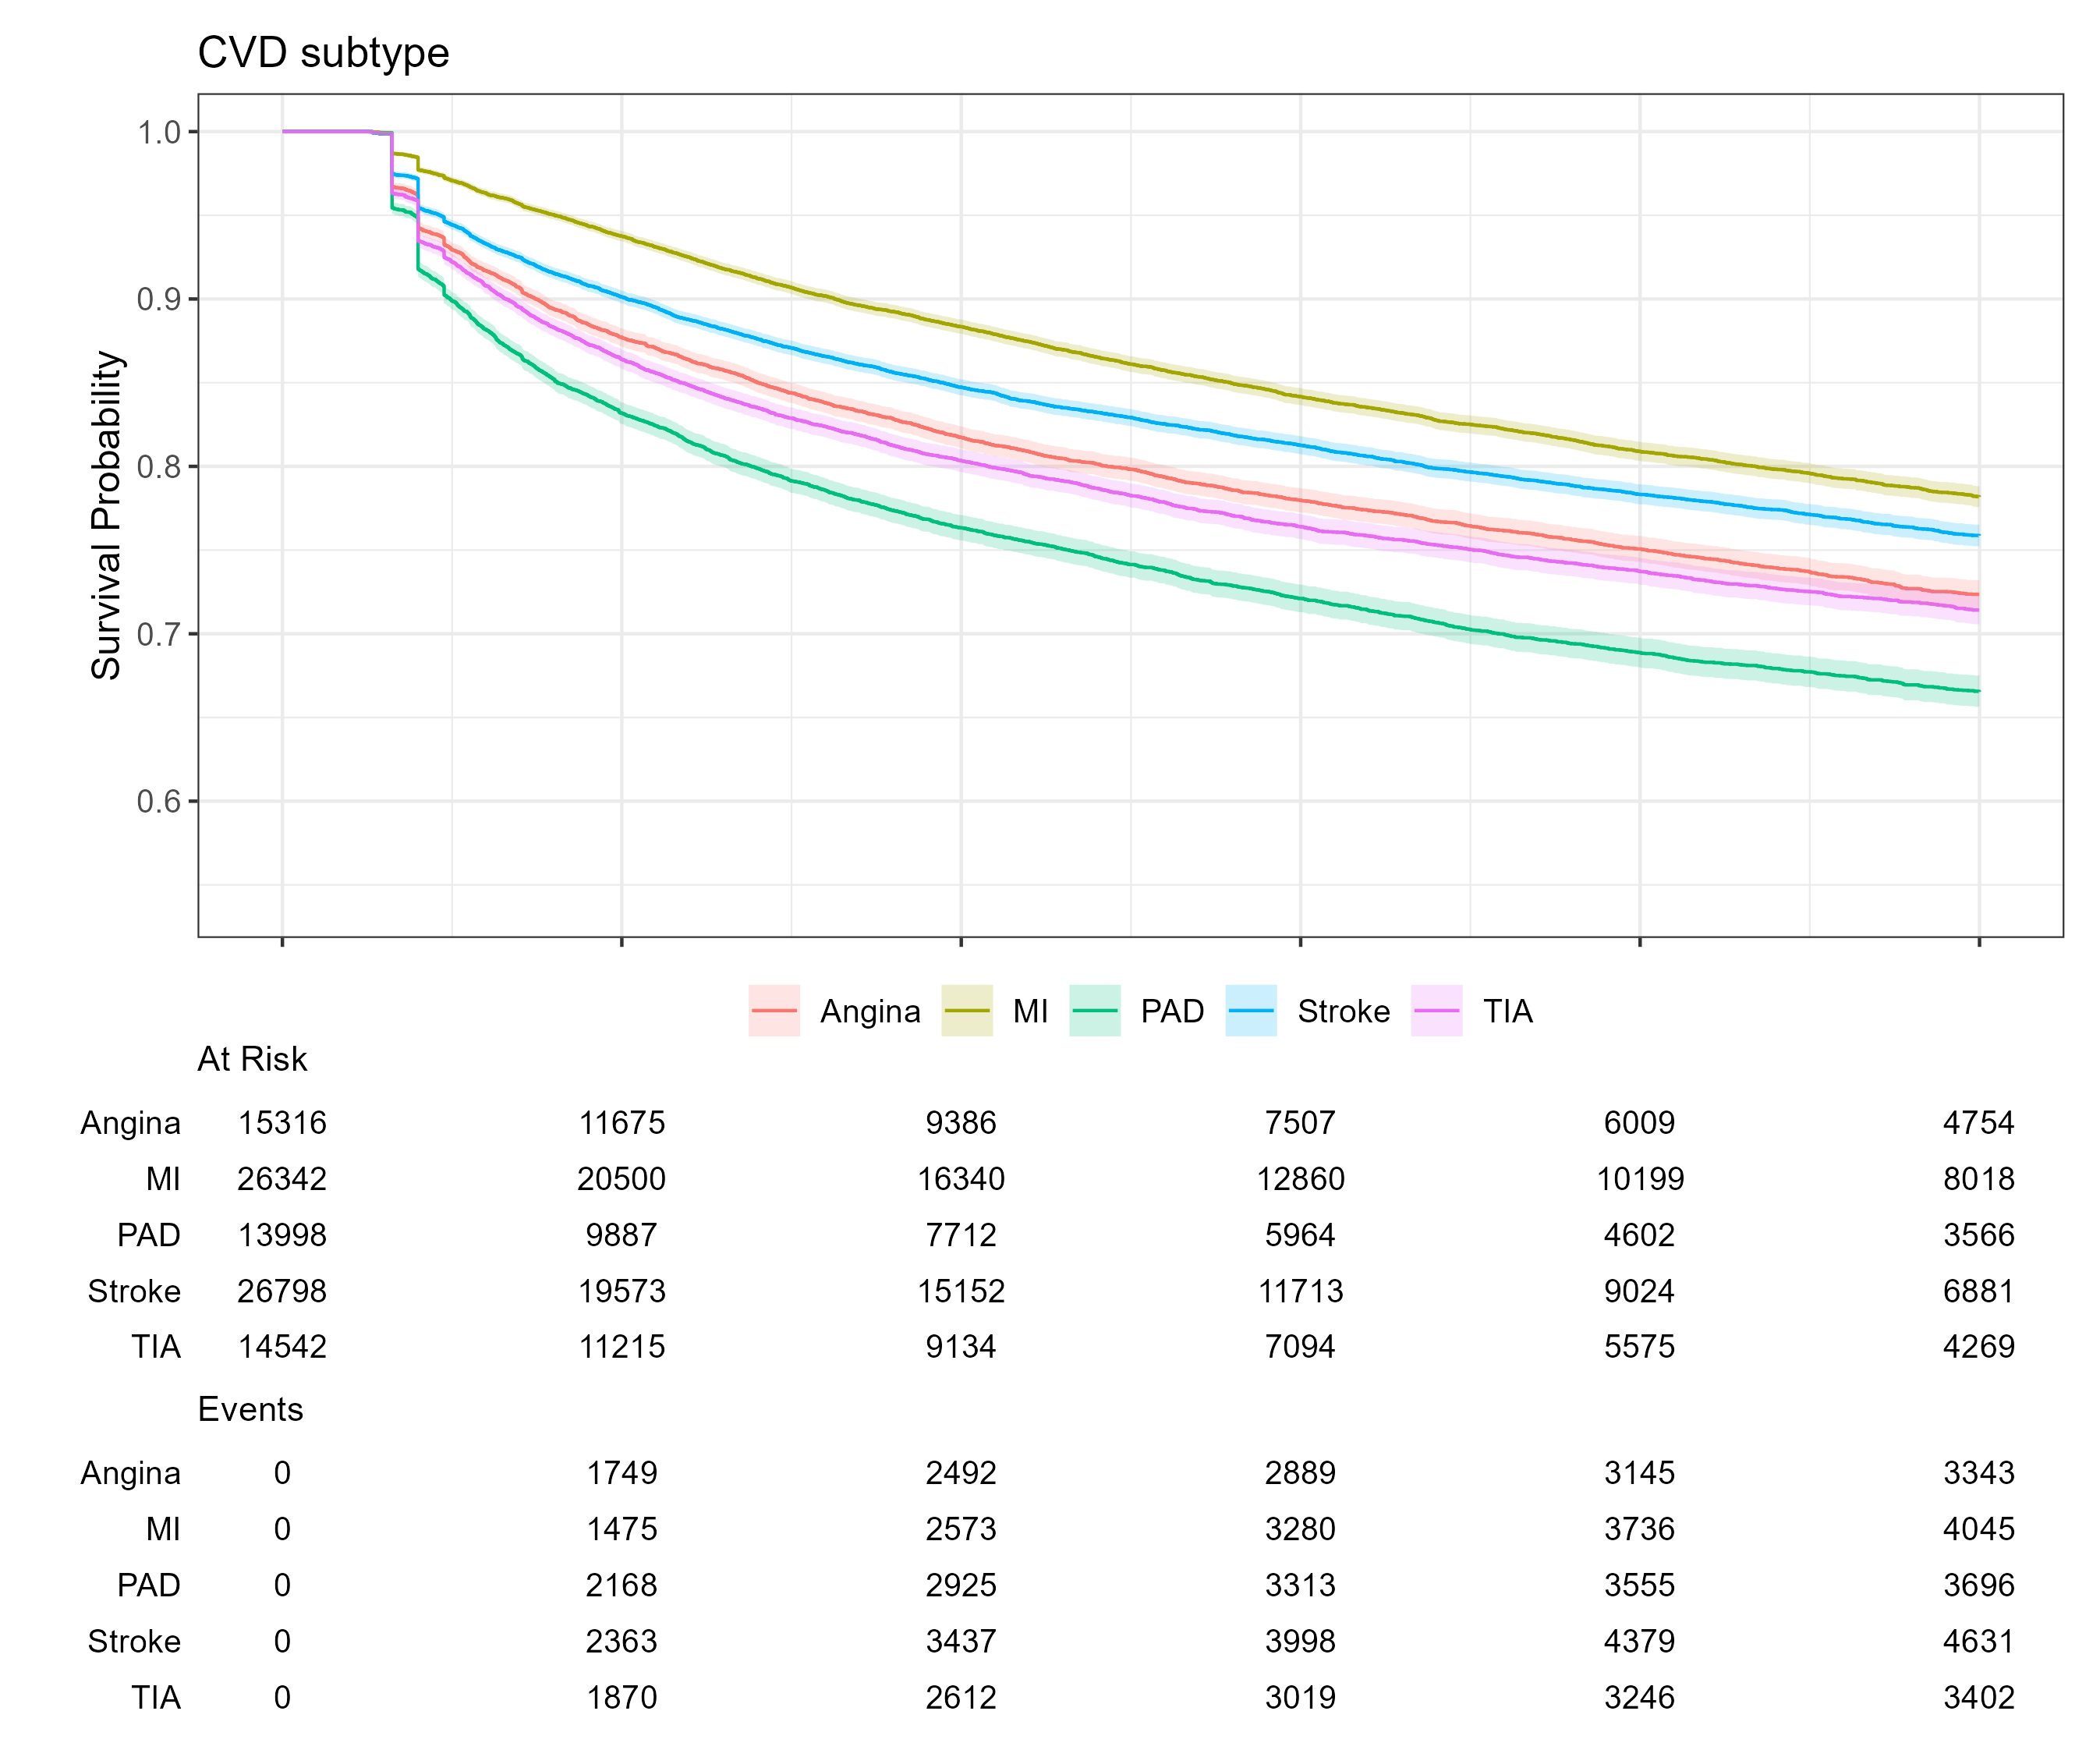 CVD subtype
1.0
0.9
0.8
0.7
0.6
Survival Probability
Angina MI PAD Stroke TIA
At Risk
Angina 15316 11675 9386 7507 6009 4754
MI 26342 20500 16340 12860 10199 8018
PAD 13998 9887 7712 5964 4602 3566
Stroke 26798 19573 15152 11713 9024 6881
TIA 14542 11215 9134 7094 5575 4269
Events
Angina 0 1749 2492 2889 3145 3343
MI 0 1475 2573 3280 3736 4045
PAD 0 2168 2925 3313 3555 3696
Stroke 0 2363 3437 3998 4379 4631
TIA 0 1870 2612 3019 3246 3402